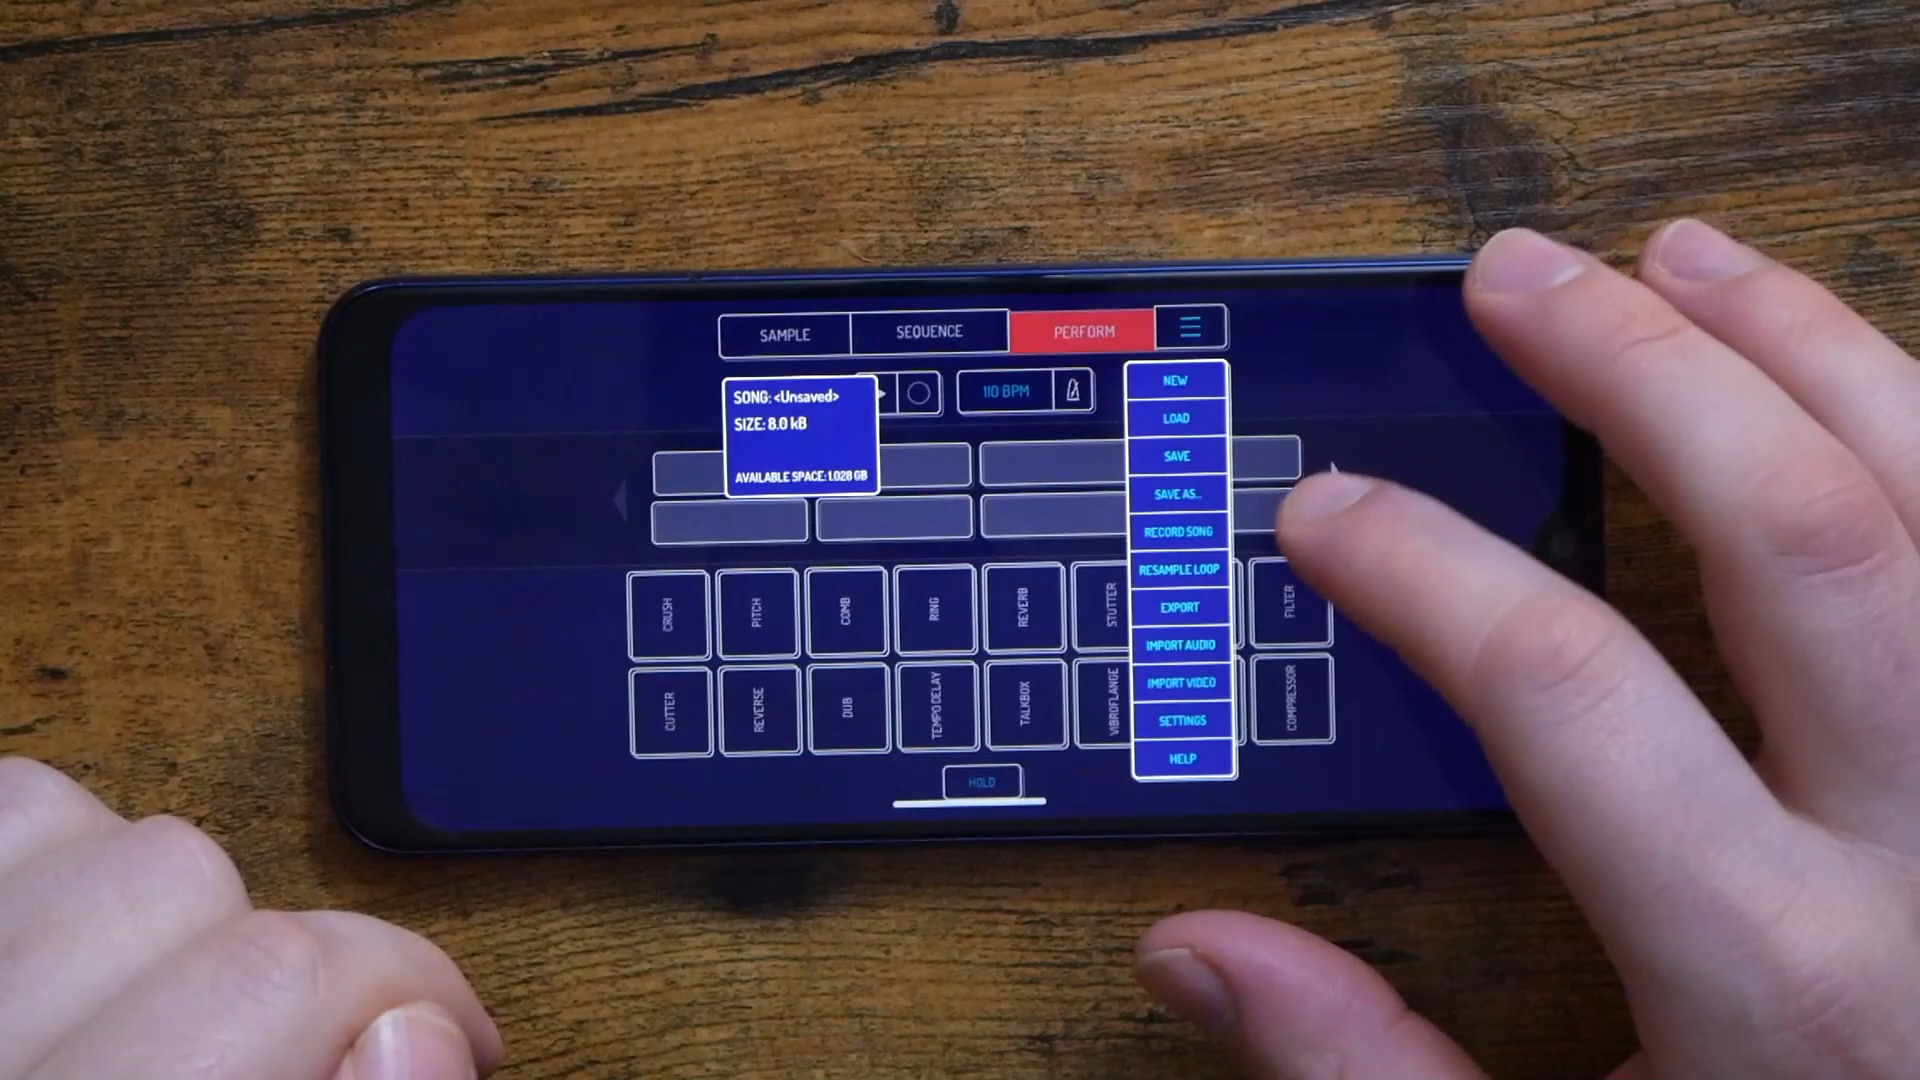 SAMPLE
SEQUENCE
PERFORM
110 BPM
SONG: <Unsaved>
SIZE: 8.0 kB
AVAILABLE SPACE: 1.028 GB
NEW
LOAD
SAVE
SAVE AS...
RECORD SONG
RESAMPLE LOOP
EXPORT
IMPORT AUDIO
IMPORT VIDEO
SETTINGS
HELP
CRUSH
PITCH
COMB
RING
REVERB
STUTTER
FILTER
CUTTER
REVERSE
DUB
TEMPO DELAY
TALKBOX
VIBROFLANGE
COMPRESSOR
HOLD